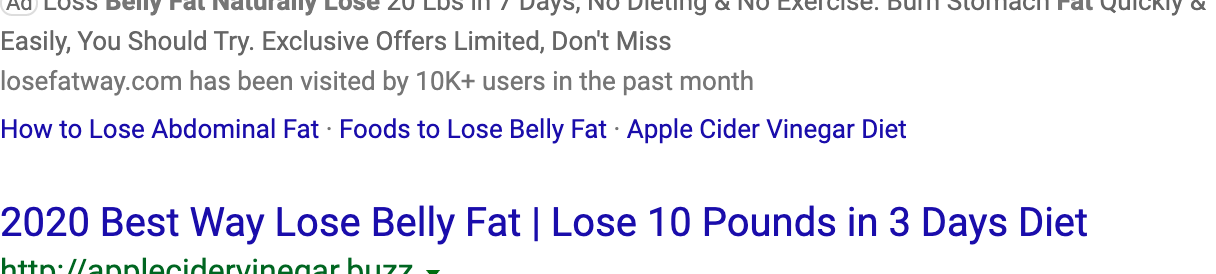 Ad Loss Belly Fat Naturally Lose 20 Lbs in 7 Days, No Dieting & No Exercise. Burn Stomach Fat Quickly &
Easily, You Should Try. Exclusive Offers Limited, Don't Miss
losefatway.com has been visited by 10K+ users in the past month
How to Lose Abdominal Fat · Foods to Lose Belly Fat · Apple Cider Vinegar Diet
2020 Best Way Lose Belly Fat | Lose 10 Pounds in 3 Days Diet
http://applecidervinegar.buzz